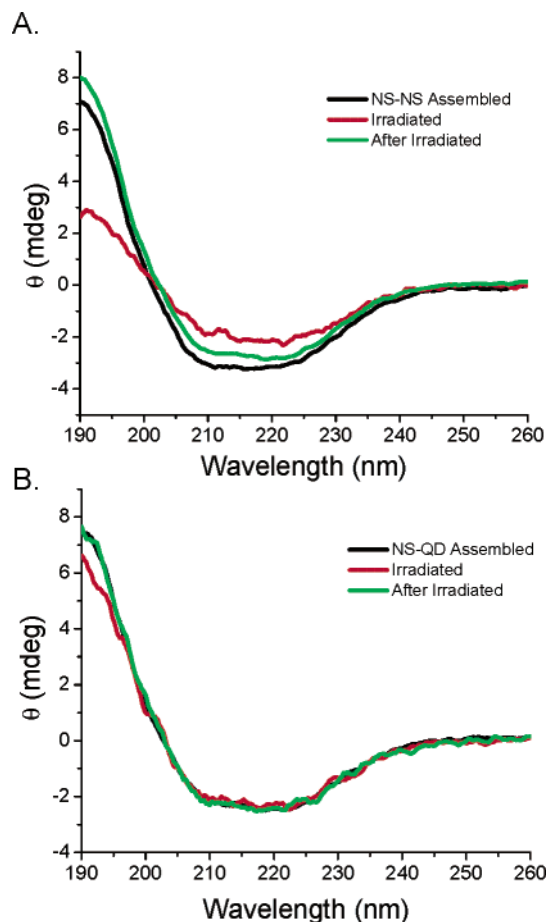 A.
8
6
4
2
0
-2
-4
θ (mdeg)
NS-NS Assembled
Irradiated
After Irradiated
190 200 210 220 230 240 250 260
Wavelength (nm)
B.
8
6
4
2
0
-2
-4
θ (mdeg)
NS-QD Assembled
Irradiated
After Irradiated
190 200 210 220 230 240 250 260
Wavelength (nm)